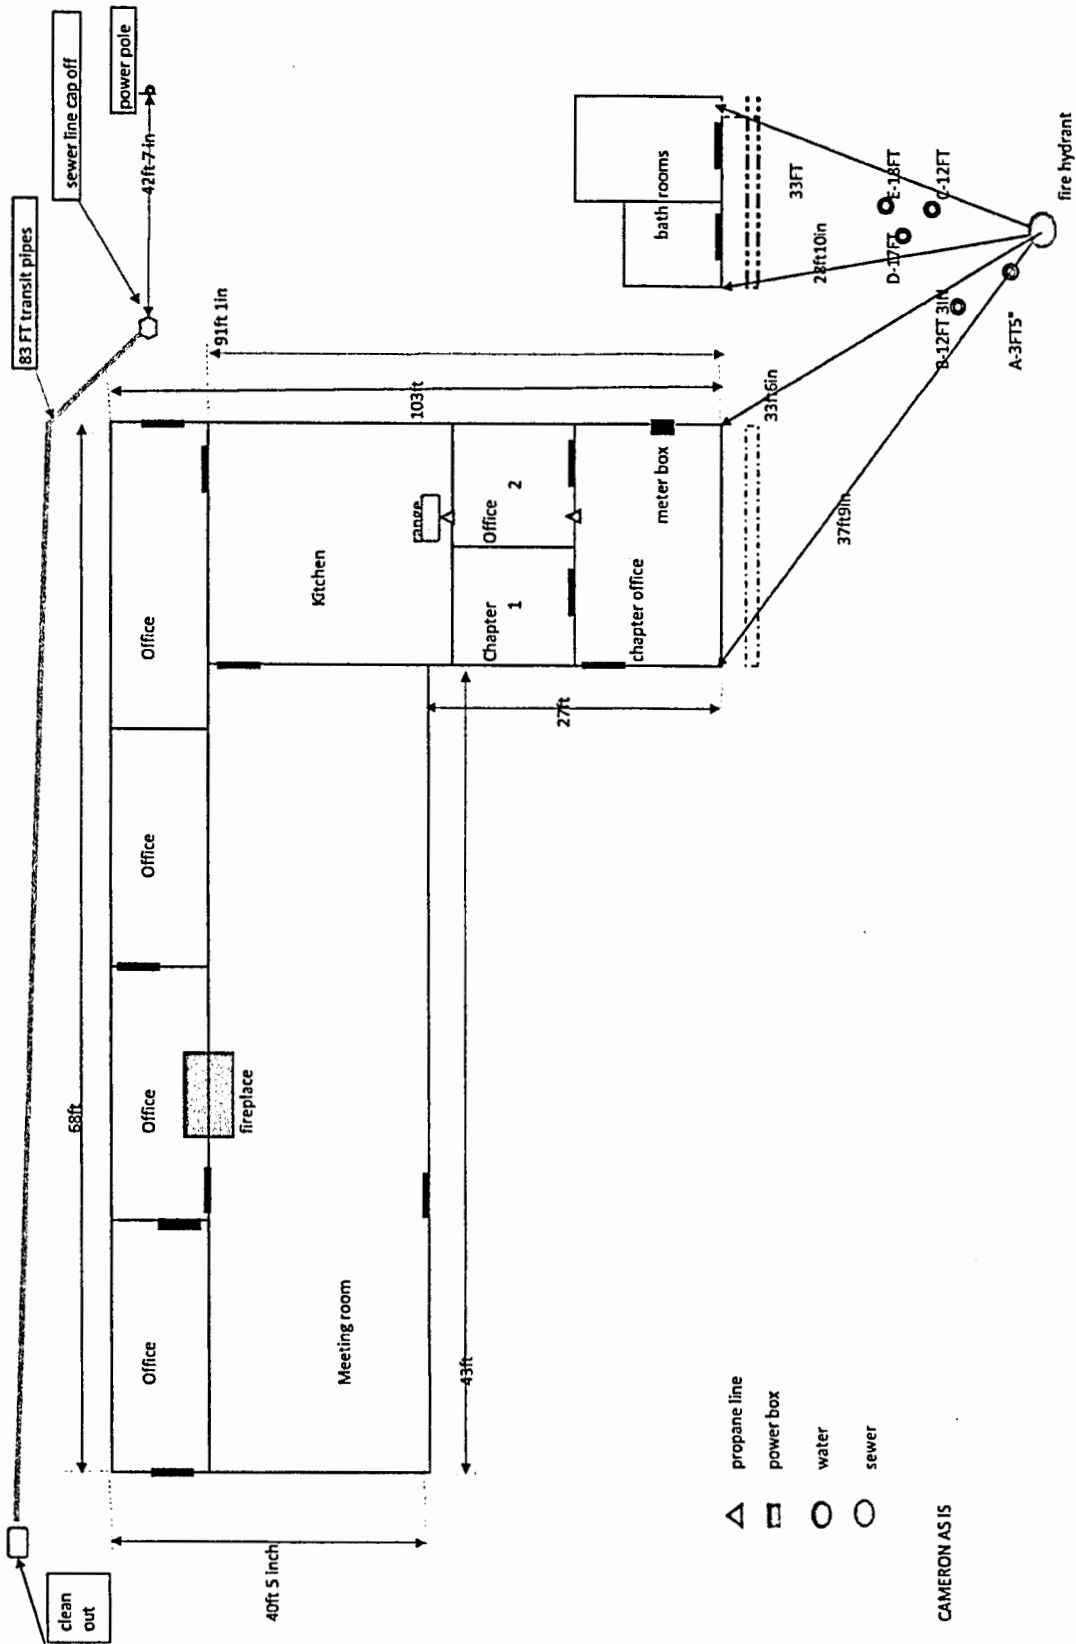 clean
out
83 FT transit pipes
sewer line cap off
power pole
42ft 7 in
68ft
40ft 5 inch
Office
Office
Office
Office
fireplace
Meeting room
43ft
Kitchen
range
91ft 1in
103ft
Chapter
1
Office
2
chapter office
meter box
27ft
bath rooms
33FT
28ft10in
33ft6in
37ft9in
E-18FT
D-17FT
C-12FT
B-12FT 3IN
A-3FT5"
fire hydrant
propane line
power box
water
sewer
CAMERON AS IS